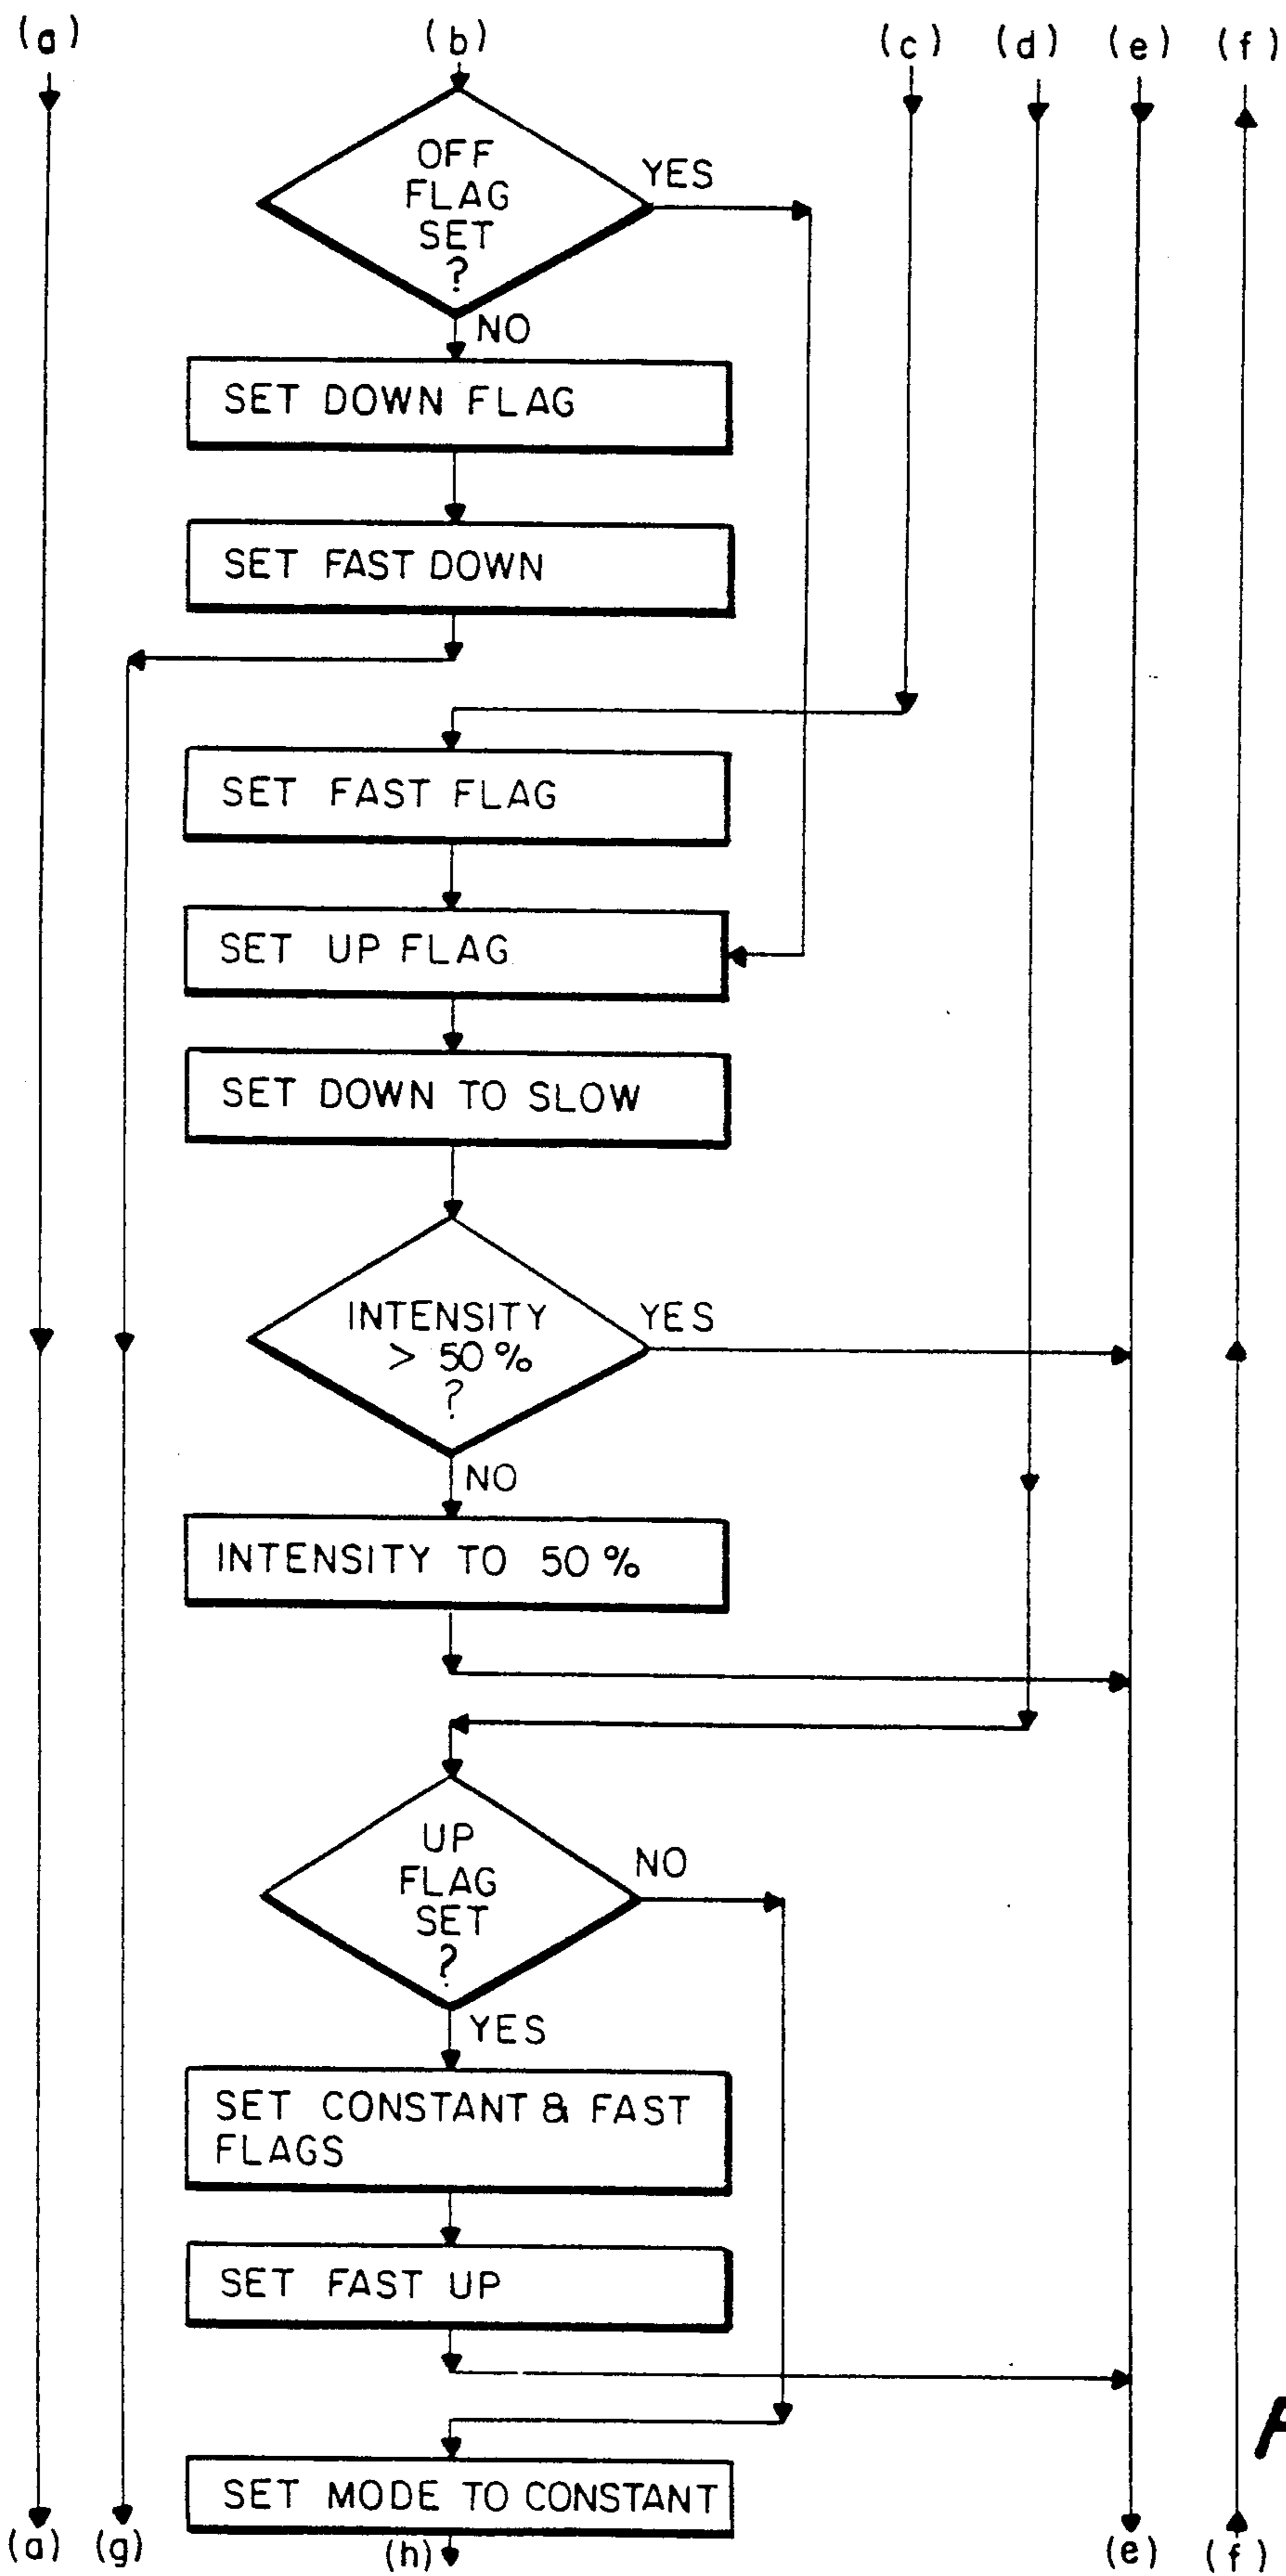 (a) (b) (c) (d) (e) (f)
OFF
FLAG
SET
?
YES
NO
SET DOWN FLAG
SET FAST DOWN
SET FAST FLAG
SET UP FLAG
SET DOWN TO SLOW
INTENSITY
> 50%
?
YES
NO
INTENSITY TO 50%
UP
FLAG
SET
?
NO
YES
SET CONSTANT & FAST
FLAGS
SET FAST UP
SET MODE TO CONSTANT
(a) (g) (h) (e) (f)